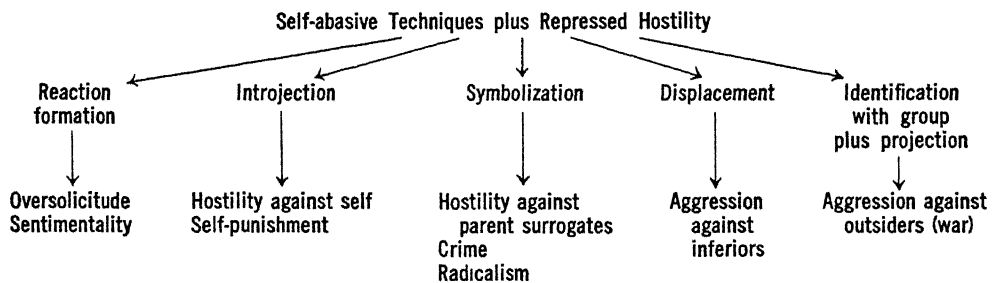 Self-abasive Techniques plus Repressed Hostility
Reaction
formation
Introjection
Symbolization
Displacement
Identification
with group
plus projection
Oversolicitude
Sentimentality
Hostility against self
Self-punishment
Hostility against
parent surrogates
Crime
Radicalism
Aggression
against
inferiors
Aggression against
outsiders (war)